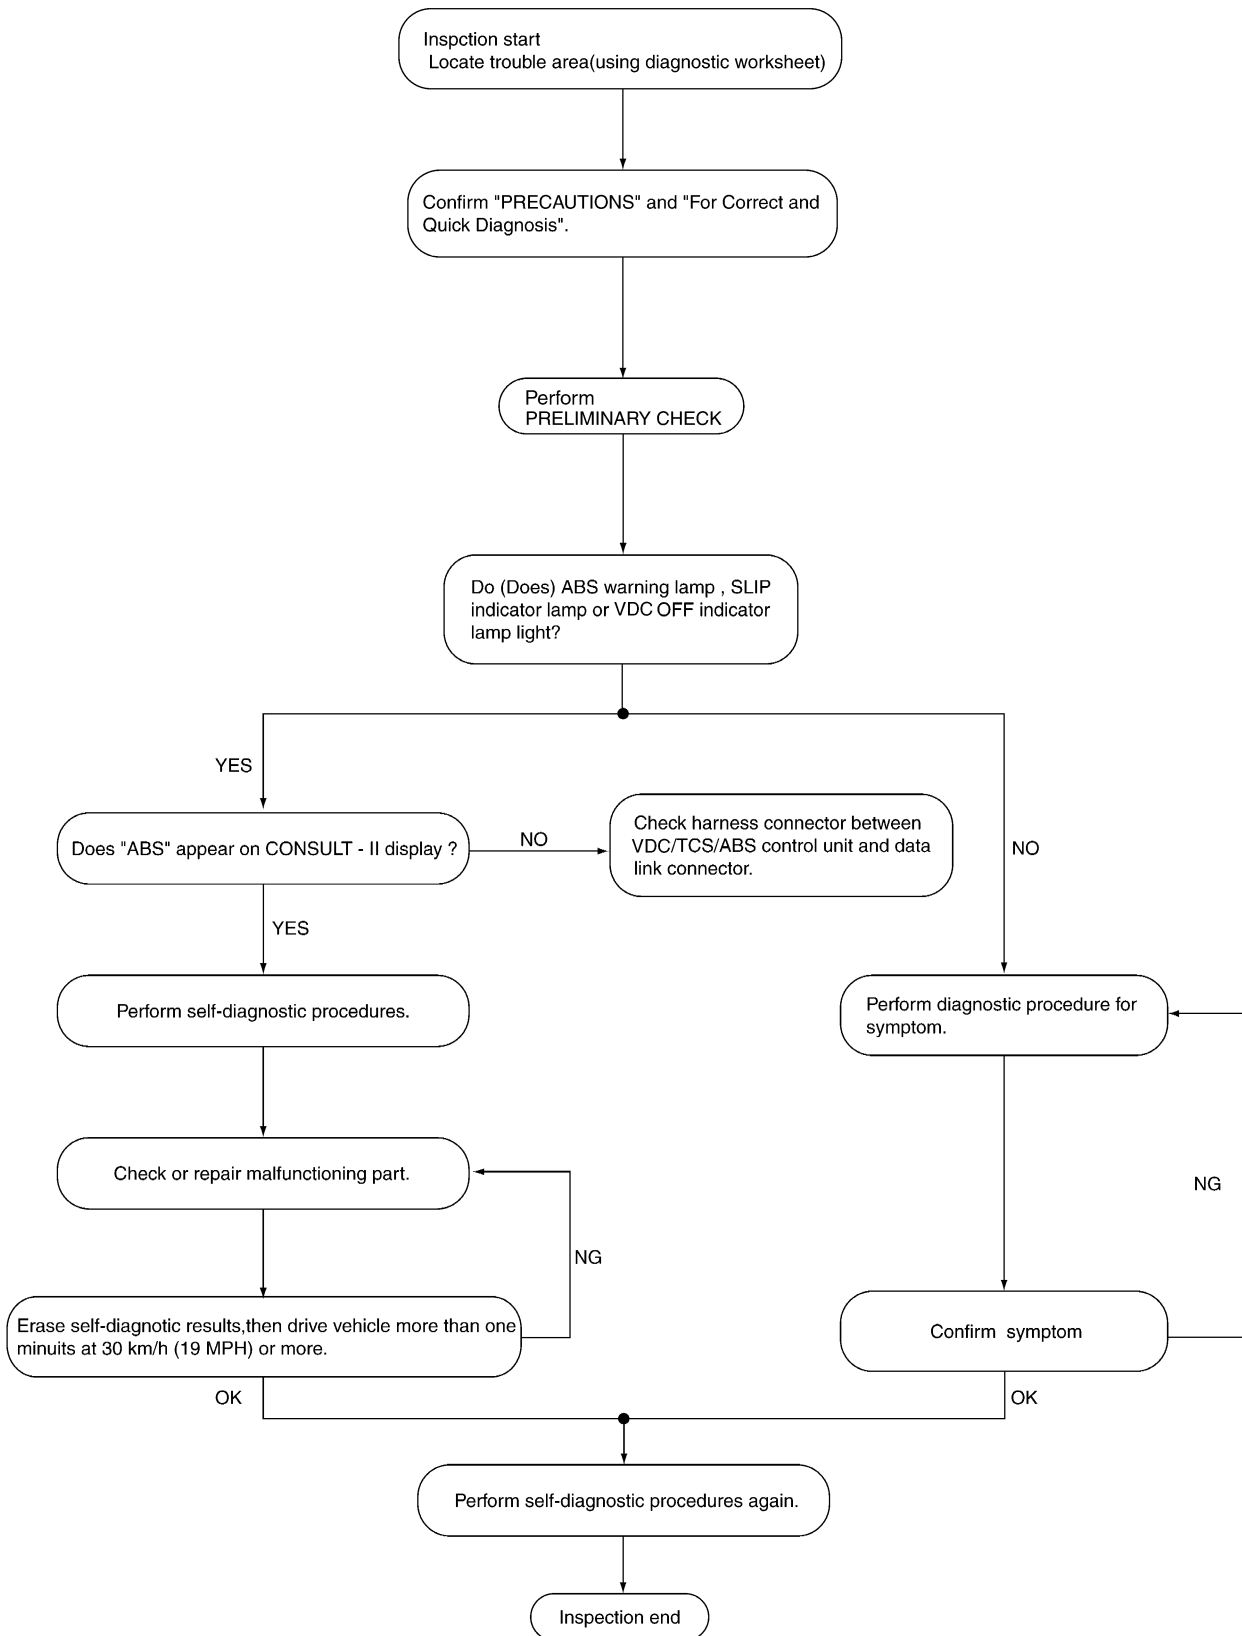 Inspction start
Locate trouble area(using diagnostic worksheet)
Confirm "PRECAUTIONS" and "For Correct and
Quick Diagnosis".
Perform
PRELIMINARY CHECK
Do (Does) ABS warning lamp , SLIP
indicator lamp or VDC OFF indicator
lamp light?
YES
NO
Does "ABS" appear on CONSULT - II display ?
NO
Check harness connector between
VDC/TCS/ABS control unit and data
link connector.
YES
Perform self-diagnostic procedures.
Perform diagnostic procedure for
symptom.
Check or repair malfunctioning part.
NG
NG
Erase self-diagnotic results,then drive vehicle more than one
minuits at 30 km/h (19 MPH) or more.
Confirm symptom
OK
OK
Perform self-diagnostic procedures again.
Inspection end